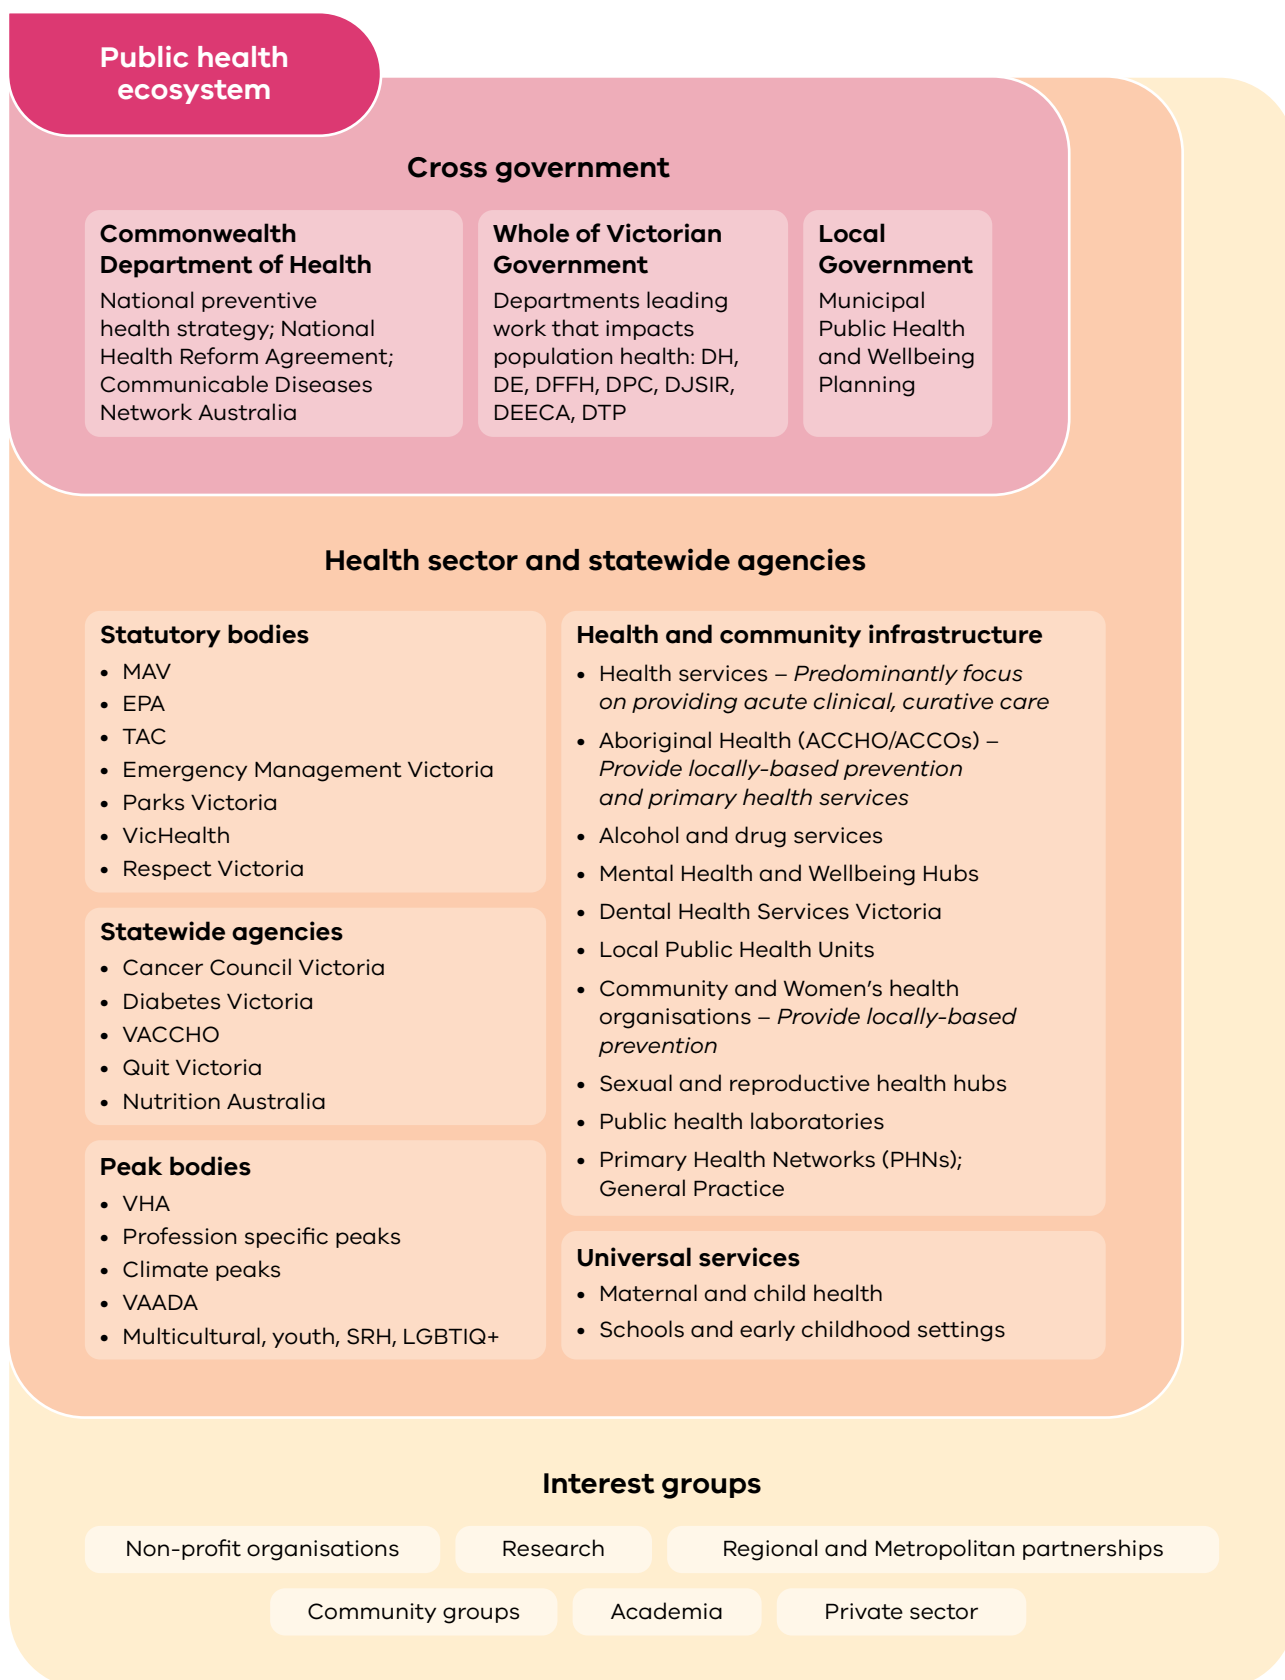 Public health
ecosystem
Cross government
Commonwealth
Department of Health
National preventive
health strategy; National
Health Reform Agreement;
Communicable Diseases
Network Australia
Whole of Victorian
Government
Departments leading
work that impacts
population health: DH,
DE, DFFH, DPC, DJSIR,
DEECA, DTP
Local
Government
Municipal
Public Health
and Wellbeing
Planning
Health sector and statewide agencies
Statutory bodies
• MAV
• EPA
• TAC
• Emergency Management Victoria
• Parks Victoria
• VicHealth
• Respect Victoria
Statewide agencies
• Cancer Council Victoria
• Diabetes Victoria
• VACCHO
• Quit Victoria
• Nutrition Australia
Peak bodies
• VHA
• Profession specific peaks
• Climate peaks
• VAADA
• Multicultural, youth, SRH, LGBTIQ+
Health and community infrastructure
• Health services – Predominantly focus
on providing acute clinical, curative care
• Aboriginal Health (ACCHO/ACCOs) –
Provide locally-based prevention
and primary health services
• Alcohol and drug services
• Mental Health and Wellbeing Hubs
• Dental Health Services Victoria
• Local Public Health Units
• Community and Women's health
organisations – Provide locally-based
prevention
• Sexual and reproductive health hubs
• Public health laboratories
• Primary Health Networks (PHNs);
General Practice
Universal services
• Maternal and child health
• Schools and early childhood settings
Interest groups
Non-profit organisations
Research
Regional and Metropolitan partnerships
Community groups
Academia
Private sector